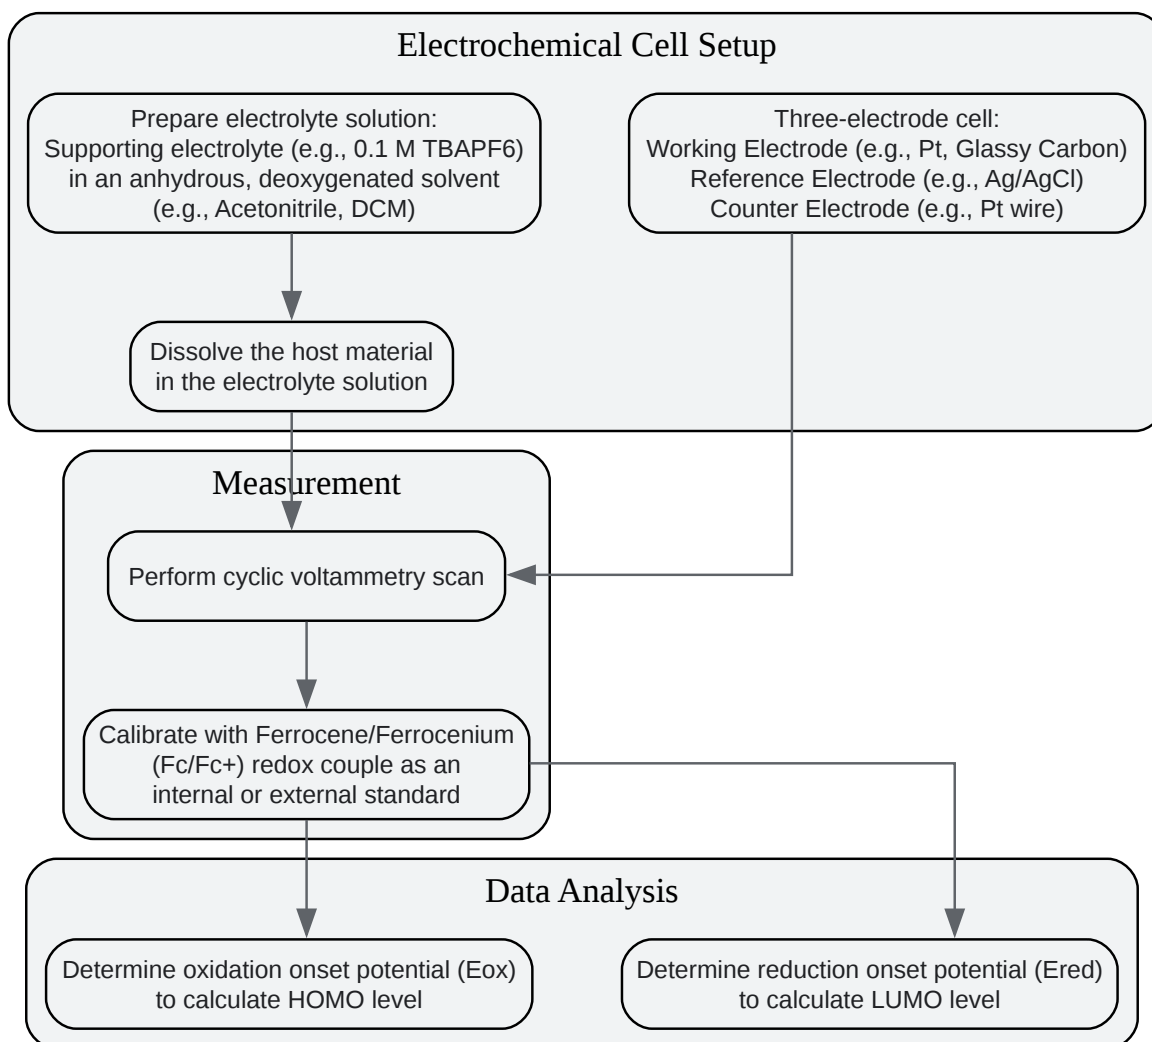 Electrochemical Cell Setup
Prepare electrolyte solution:
Supporting electrolyte (e.g., 0.1 M TBAPF6)
in an anhydrous, deoxygenated solvent
(e.g., Acetonitrile, DCM)
Three-electrode cell:
Working Electrode (e.g., Pt, Glassy Carbon)
Reference Electrode (e.g., Ag/AgCl)
Counter Electrode (e.g., Pt wire)
Dissolve the host material
in the electrolyte solution
Measurement
Perform cyclic voltammetry scan
Calibrate with Ferrocene/Ferrocenium
(Fc/Fc+) redox couple as an
internal or external standard
Data Analysis
Determine oxidation onset potential (Eox)
to calculate HOMO level
Determine reduction onset potential (Ered)
to calculate LUMO level